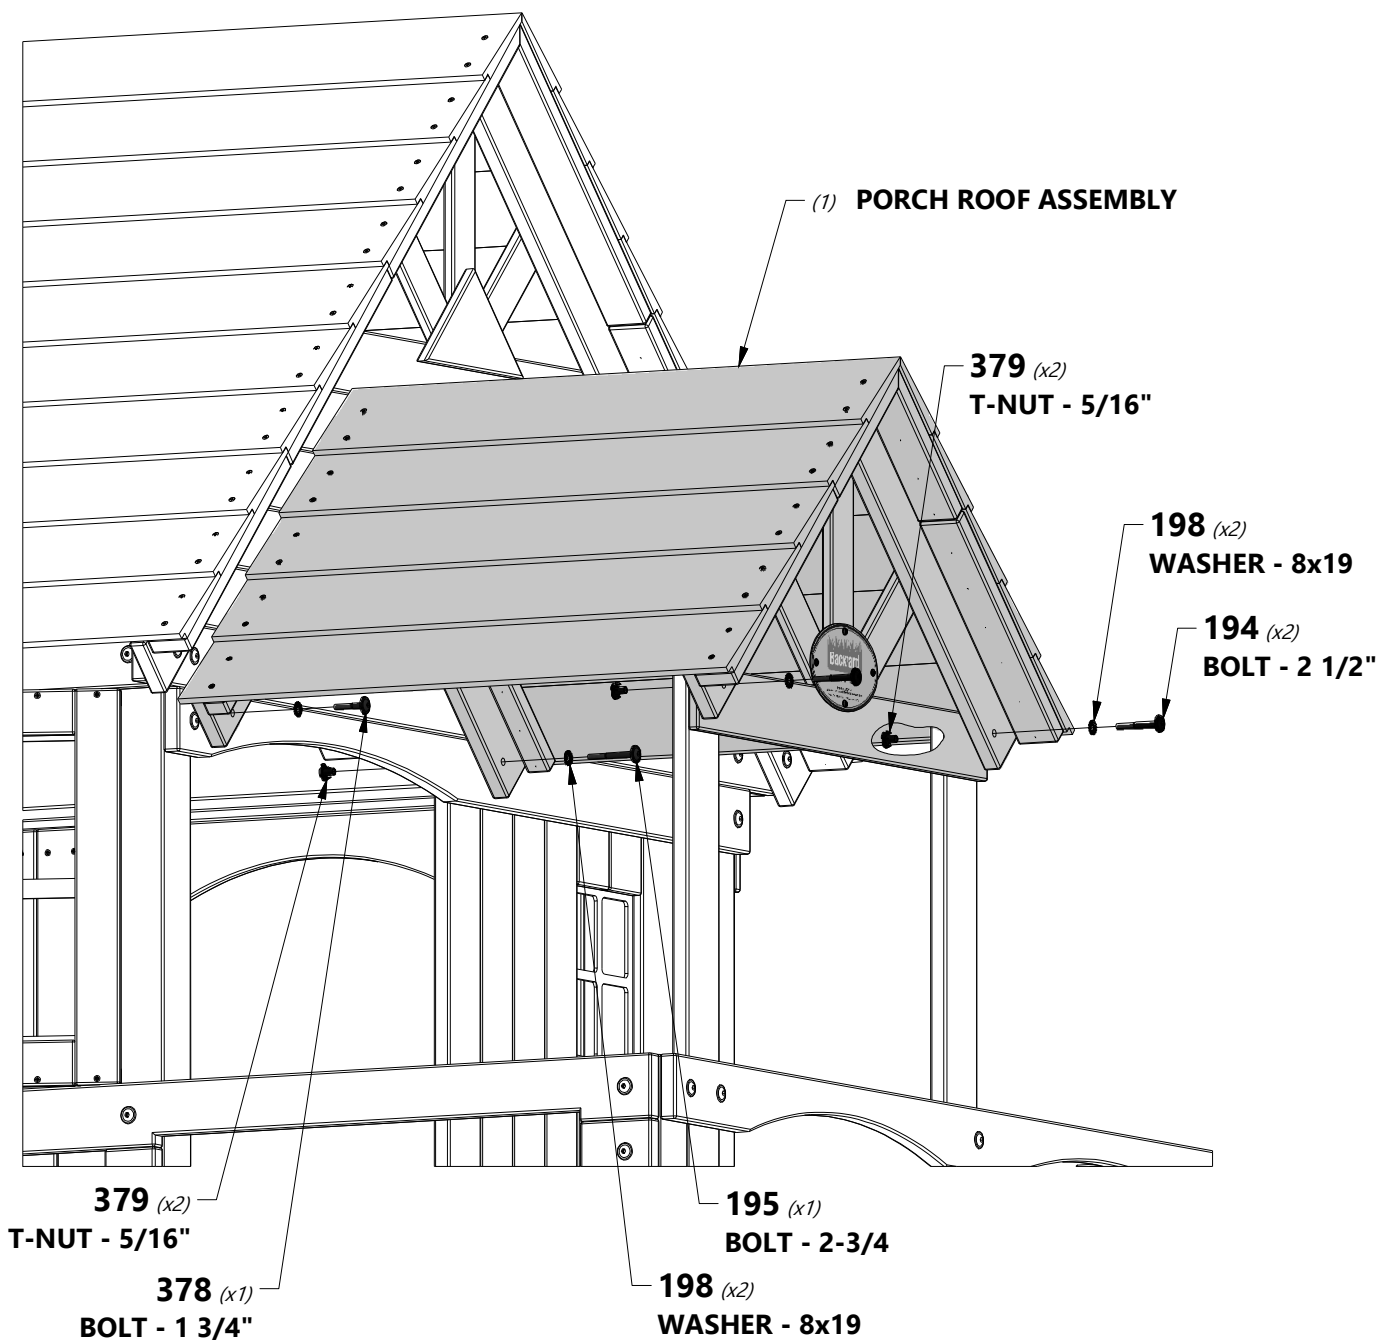 (1) PORCH ROOF ASSEMBLY
379 (x2)
T-NUT - 5/16"
198 (x2)
WASHER - 8x19
194 (x2)
BOLT - 2 1/2"
379 (x2)
T-NUT - 5/16"
378 (x1)
BOLT - 1 3/4"
195 (x1)
BOLT - 2-3/4
198 (x2)
WASHER - 8x19